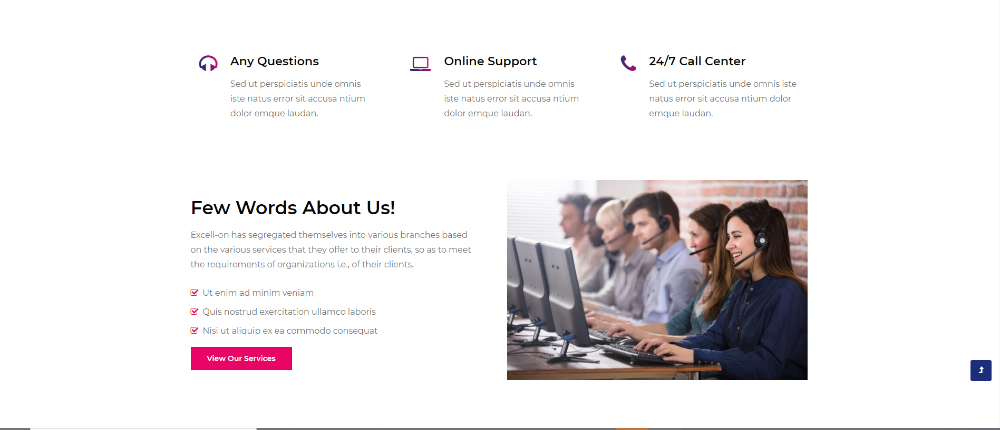 Any Questions
Sed ut perspiciatis unde omnis
iste natus error sit accusa ntium
dolor emque laudan.
Online Support
Sed ut perspiciatis unde omnis
iste natus error sit accusa ntium
dolor emque laudan.
24/7 Call Center
Sed ut perspiciatis unde omnis iste
natus error sit accusa ntium dolor
emque laudan.
Few Words About Us!
Excell-on has segregated themselves into various branches based
on the various services that they offer to their clients, so as to meet
the requirements of organizations i.e., of their clients.
Ut enim ad minim veniam
Quis nostrud exercitation ullamco laboris
Nisi ut aliquip ex ea commodo consequat
View Our Services